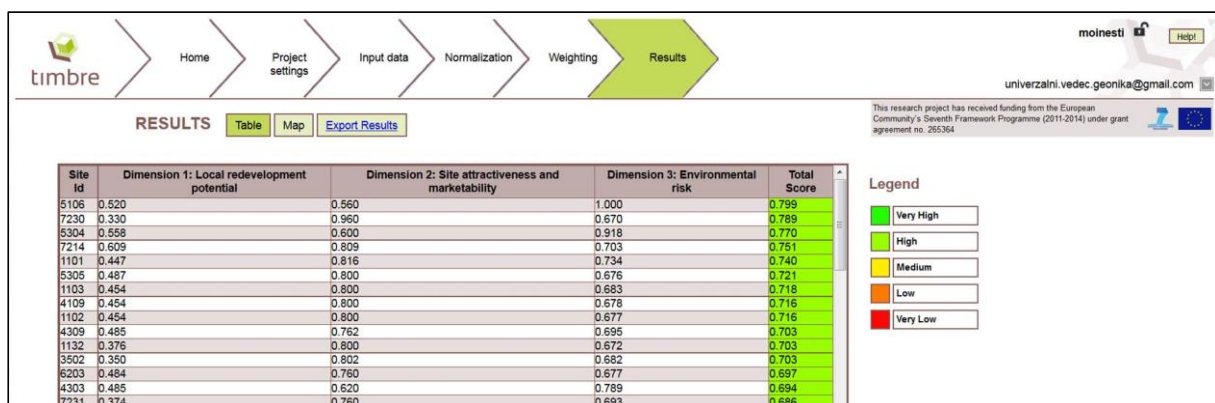 timbre
Home
Project
settings
Input data
Normalization
Weighting
Results
moinesti
Help!
univerzalni.vedec.geonika@gmail.com
This research project has received funding from the European
Community's Seventh Framework Programme (2011-2014) under grant
agreement no. 265364
RESULTS Table Map Export Results
Site
Id
Dimension 1: Local redevelopment
potential
Dimension 2: Site attractiveness and
marketability
Dimension 3: Environmental
risk
Total
Score
5106 0.520 0.560 1.000 0.799
7230 0.330 0.960 0.670 0.789
5304 0.558 0.600 0.918 0.770
7214 0.609 0.809 0.703 0.751
1101 0.447 0.816 0.734 0.740
5305 0.487 0.800 0.676 0.721
1103 0.454 0.800 0.683 0.718
4109 0.454 0.800 0.678 0.716
1102 0.454 0.800 0.677 0.716
4309 0.485 0.762 0.695 0.703
1132 0.376 0.800 0.672 0.703
3502 0.350 0.802 0.682 0.703
6203 0.484 0.760 0.677 0.697
4303 0.485 0.620 0.789 0.694
7231 0.374 0.760 0.693 0.686
Legend
Very High
High
Medium
Low
Very Low